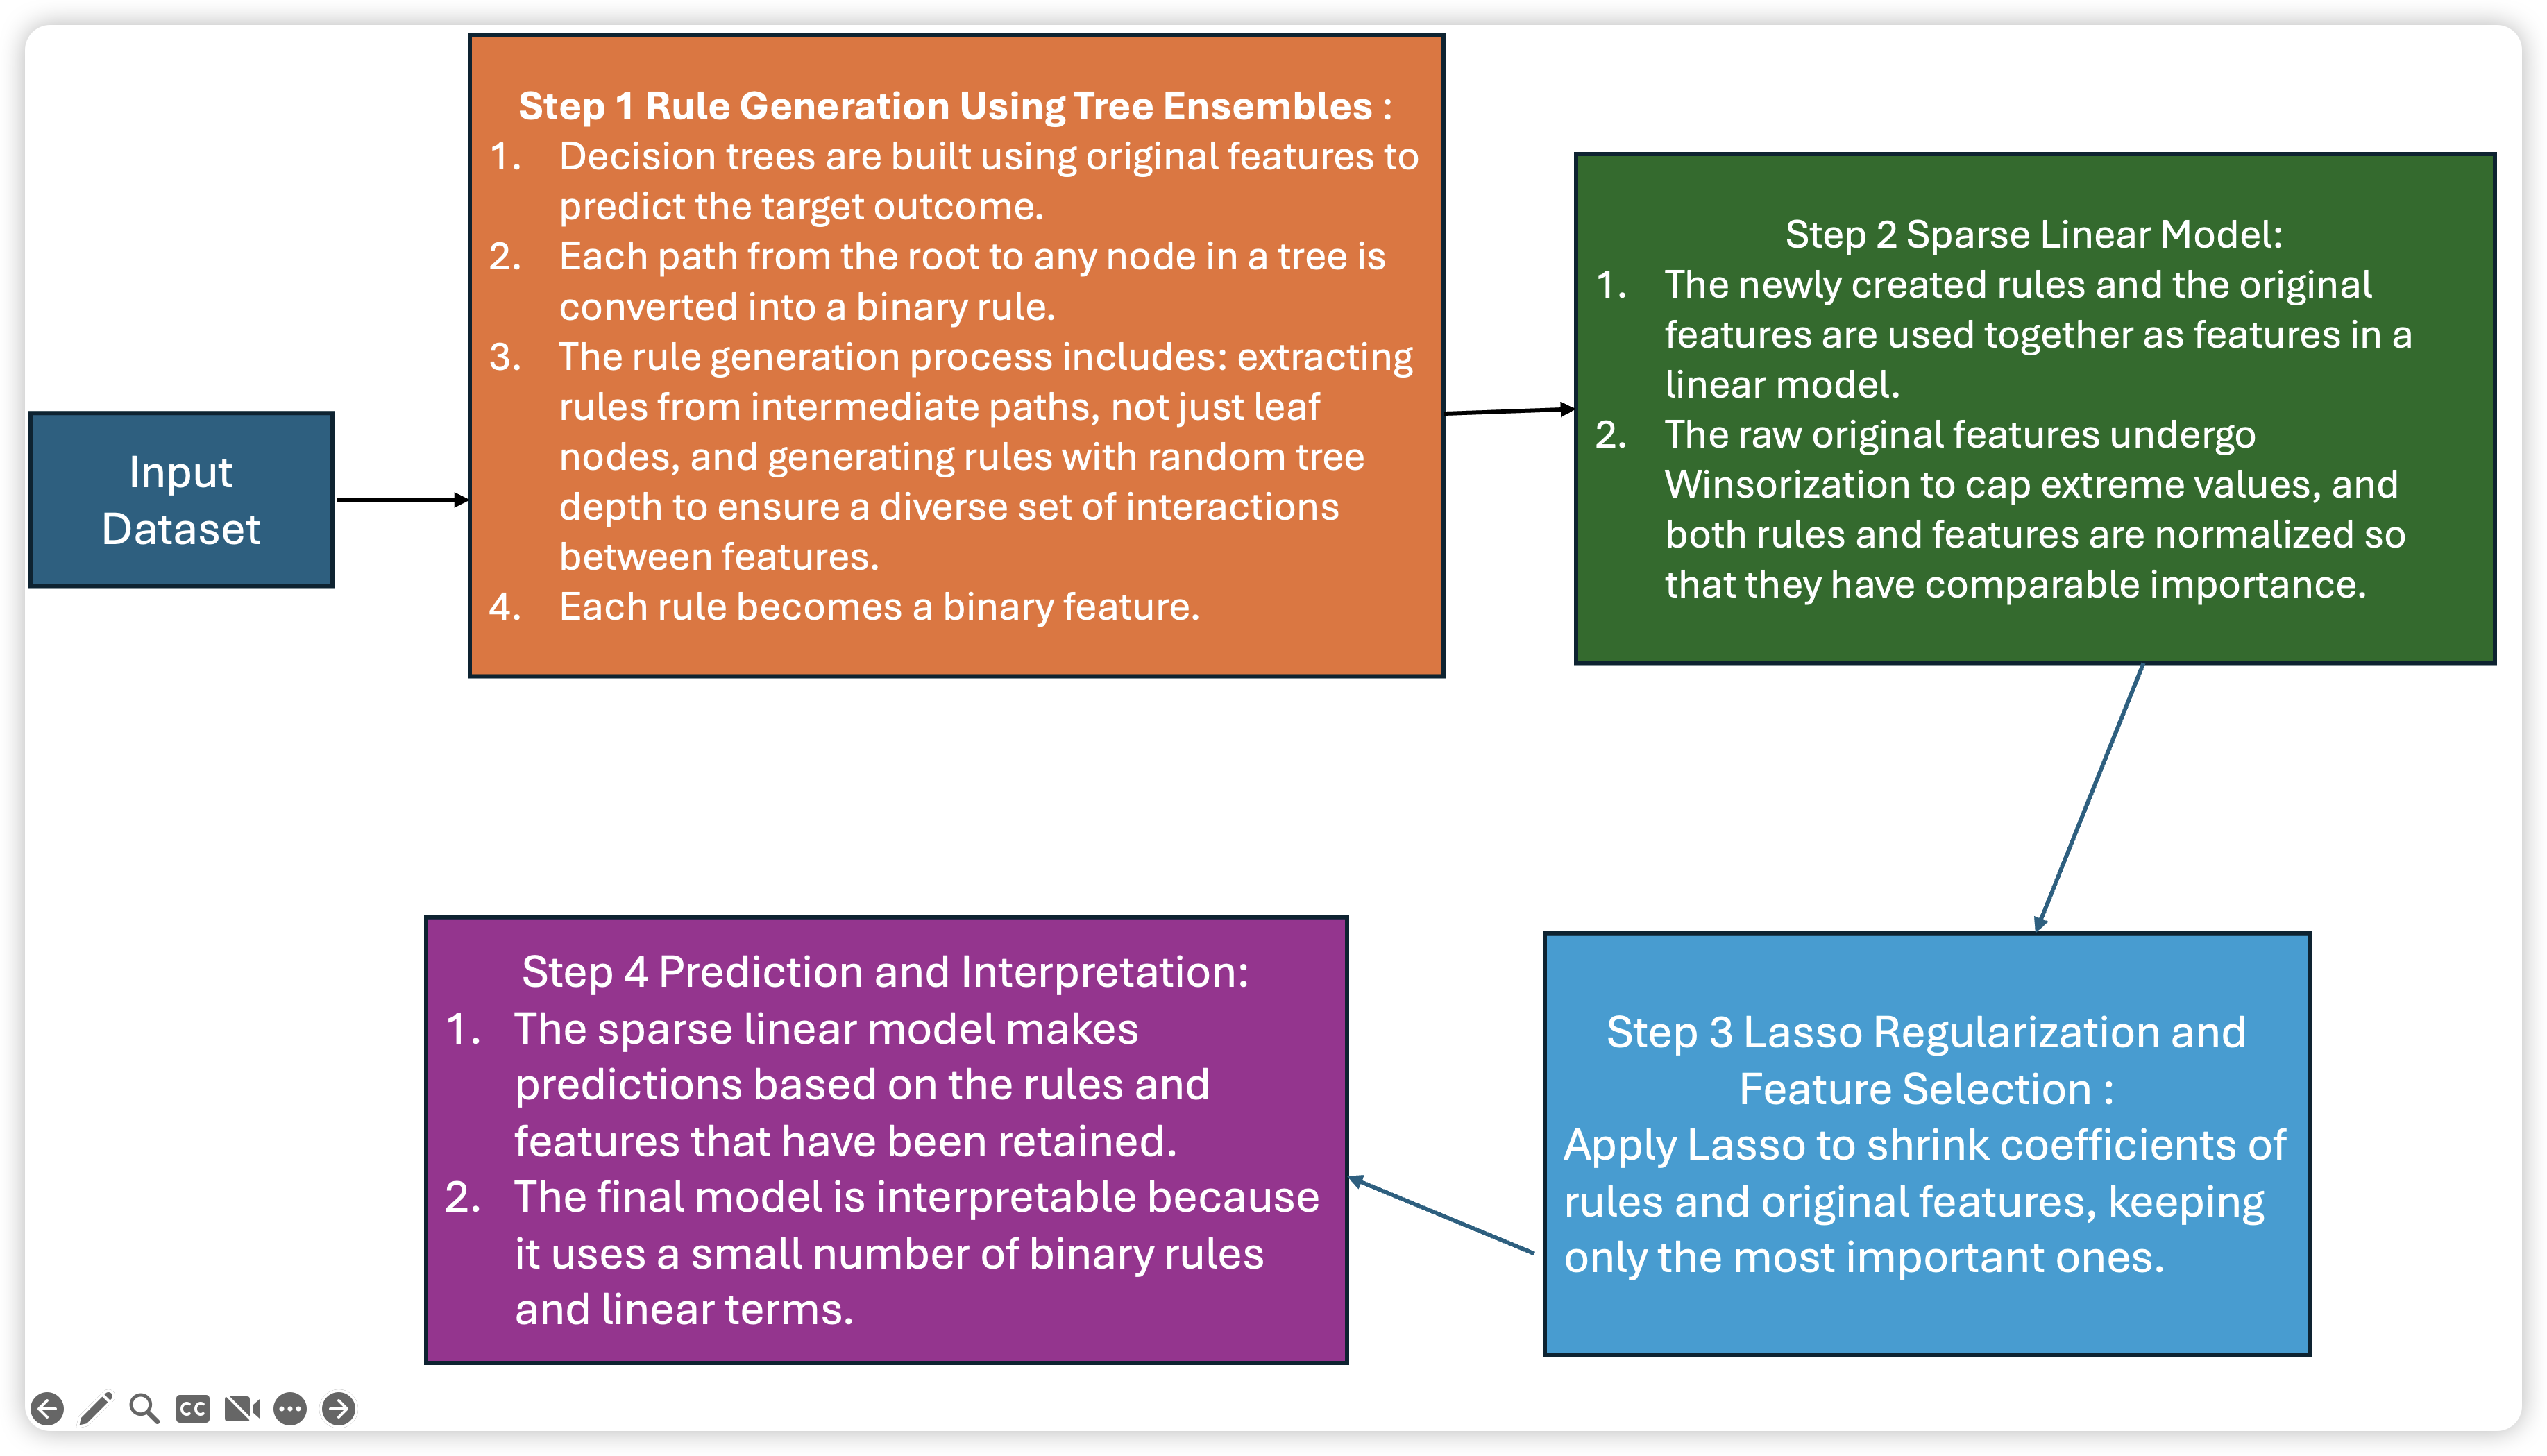 Input
Dataset
Step 1 Rule Generation Using Tree Ensembles :
1. Decision trees are built using original features to
predict the target outcome.
2. Each path from the root to any node in a tree is
converted into a binary rule.
3. The rule generation process includes: extracting
rules from intermediate paths, not just leaf
nodes, and generating rules with random tree
depth to ensure a diverse set of interactions
between features.
4. Each rule becomes a binary feature.
Step 2 Sparse Linear Model:
1. The newly created rules and the original
features are used together as features in a
linear model.
2. The raw original features undergo
Winsorization to cap extreme values, and
both rules and features are normalized so
that they have comparable importance.
Step 3 Lasso Regularization and
Feature Selection :
Apply Lasso to shrink coefficients of
rules and original features, keeping
only the most important ones.
Step 4 Prediction and Interpretation:
1. The sparse linear model makes
predictions based on the rules and
features that have been retained.
2. The final model is interpretable because
it uses a small number of binary rules
and linear terms.
CC